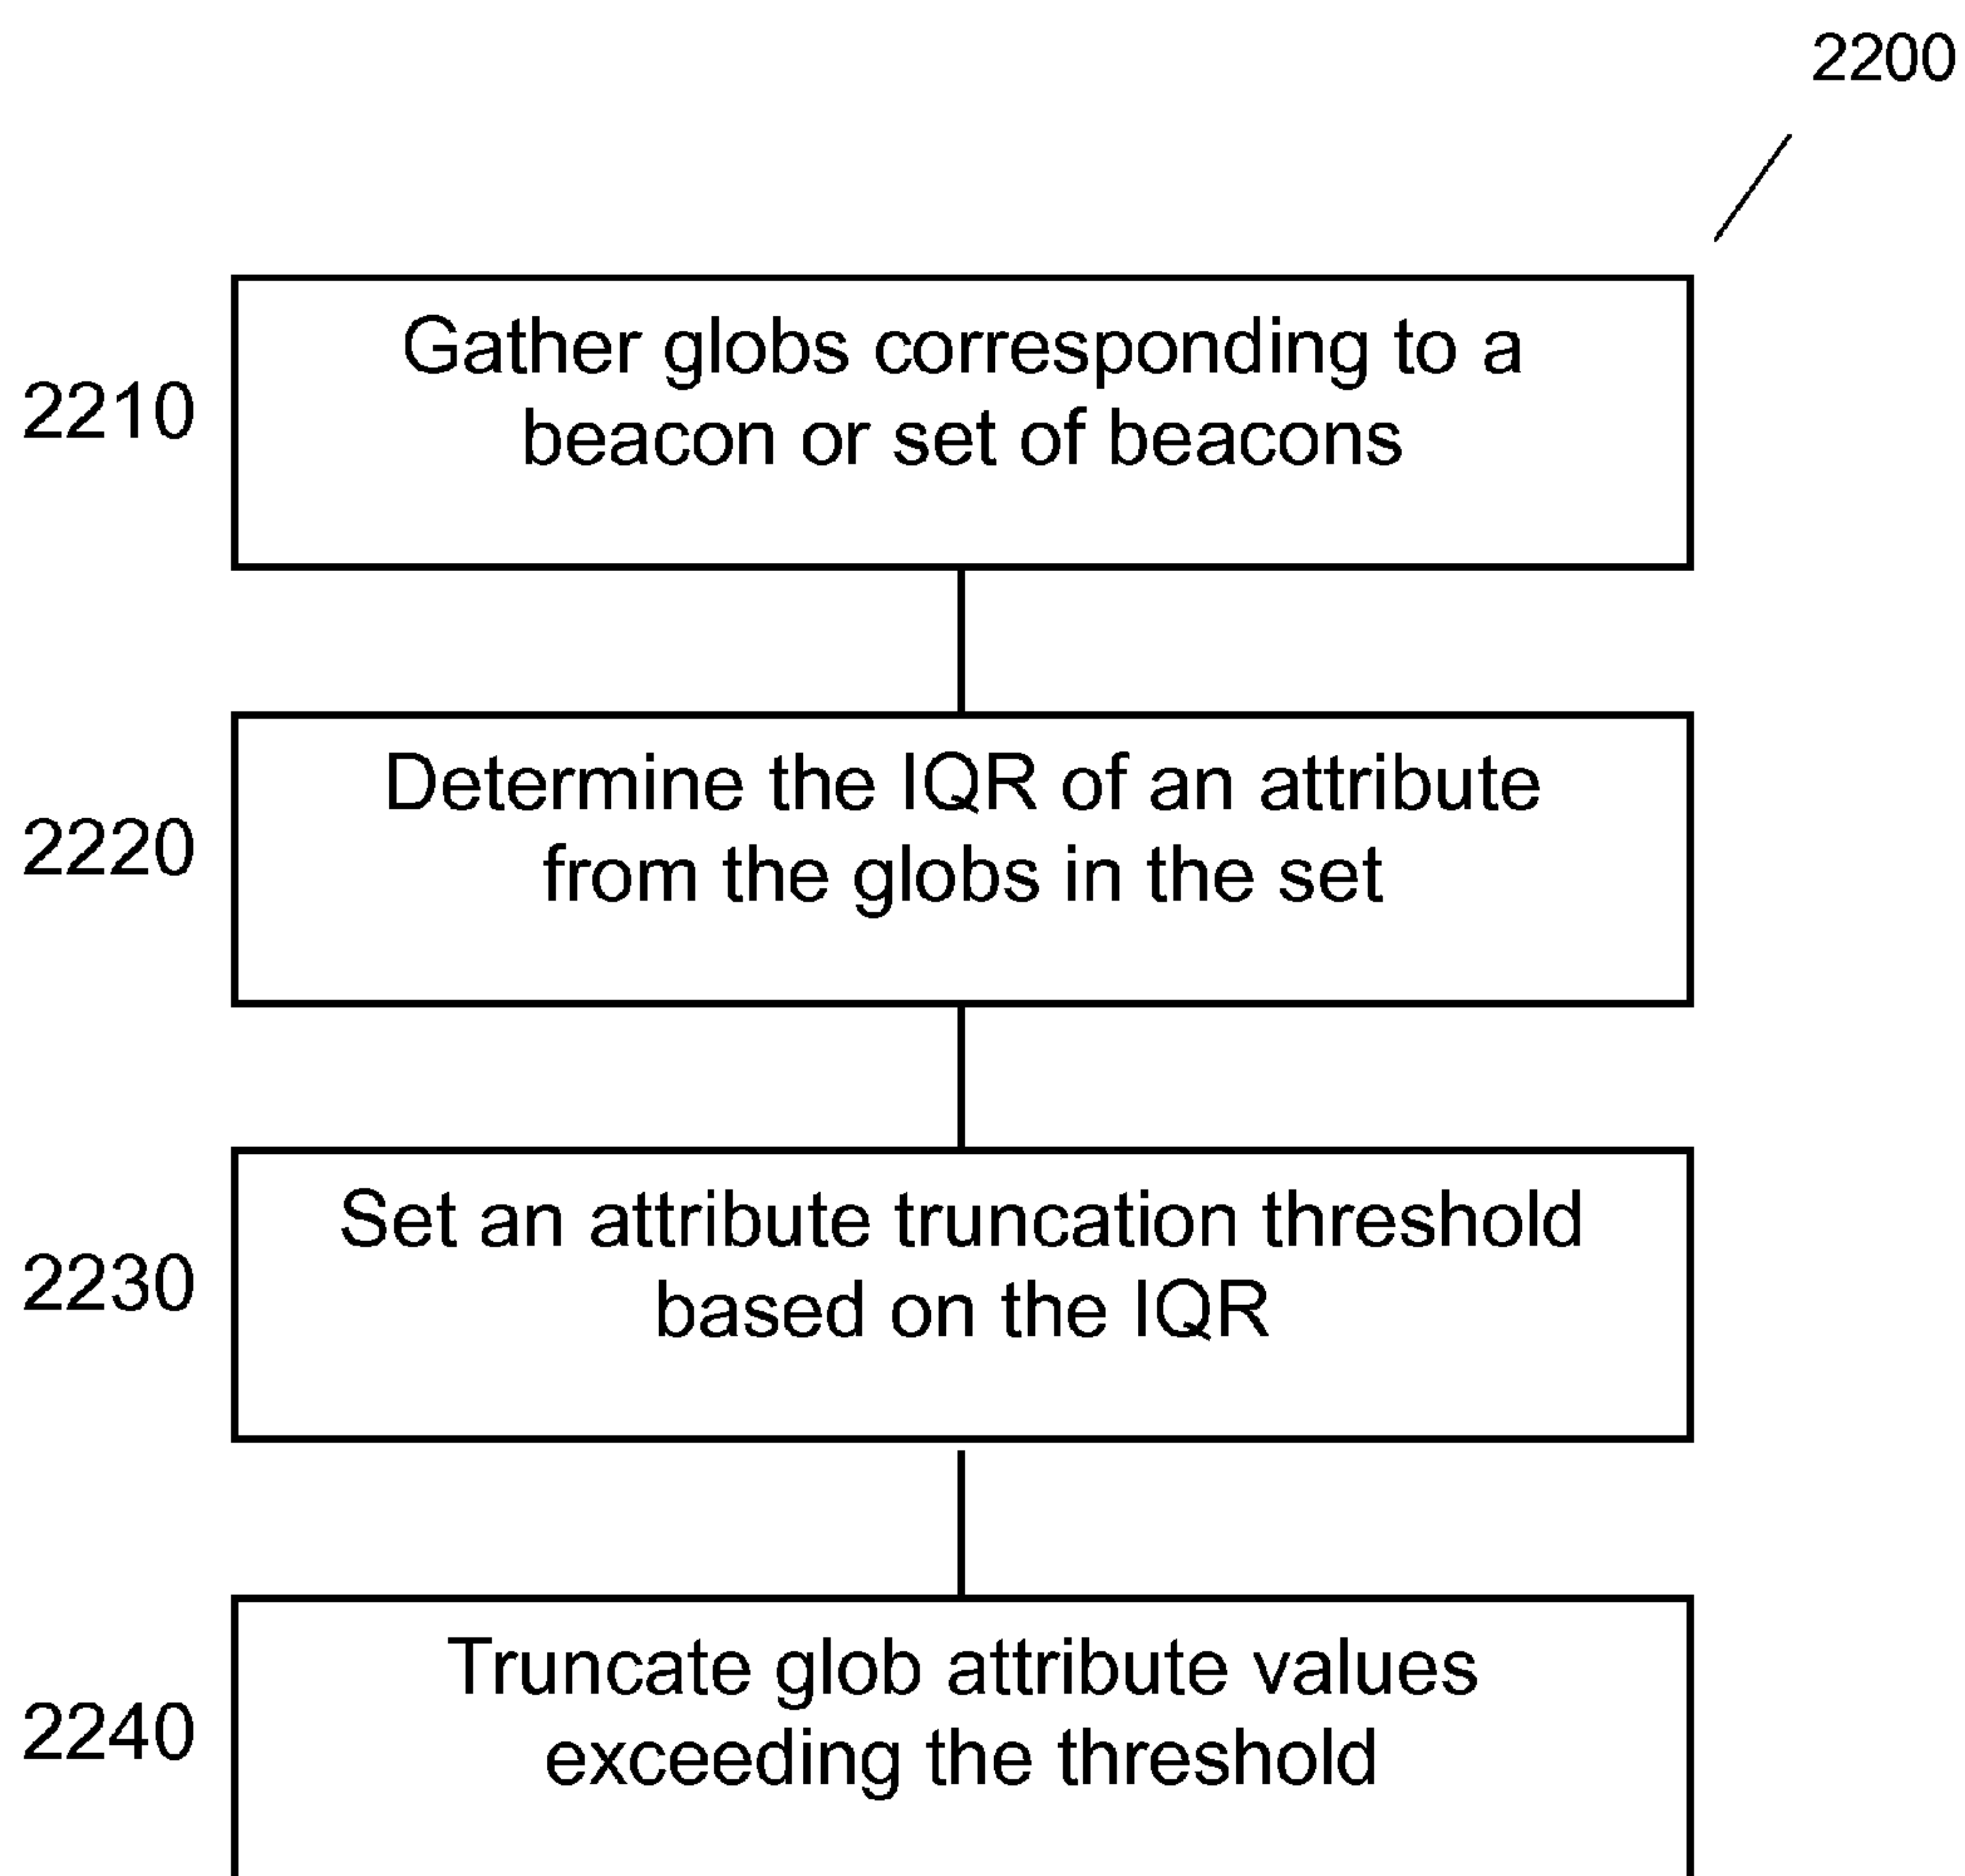 2200
2210
Gather globs corresponding to a
beacon or set of beacons
2220
Determine the IQR of an attribute
from the globs in the set
2230
Set an attribute truncation threshold
based on the IQR
2240
Truncate glob attribute values
exceeding the threshold